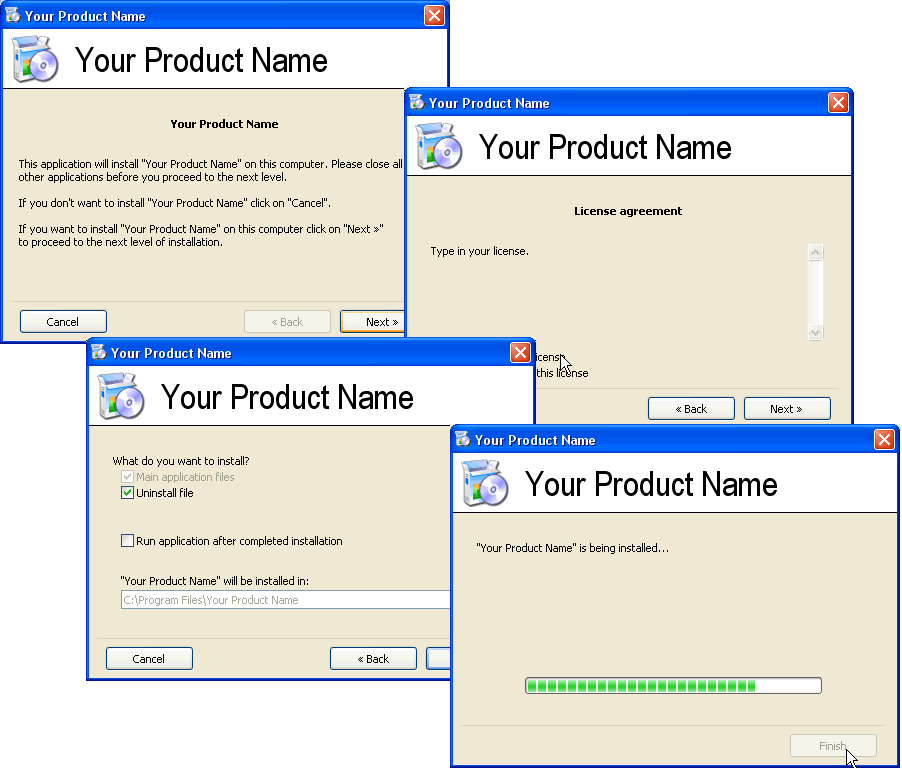 Your Product Name
Your Product Name
Your Product Name
This application will install "Your Product Name" on this computer. Please close all
other applications before you proceed to the next level.
If you don't want to install "Your Product Name" click on "Cancel".
If you want to install "Your Product Name" on this computer click on "Next »"
to proceed to the next level of installation.
Cancel
« Back
Next »
Your Product Name
Your Product Name
License agreement
Type in your license.
license
this license
« Back
Next »
Your Product Name
Your Product Name
What do you want to install?
Main application files
Uninstall file
Run application after completed installation
"Your Product Name" will be installed in:
C:\Program Files\Your Product Name
Cancel
« Back
Your Product Name
Your Product Name
"Your Product Name" is being installed...
Finish